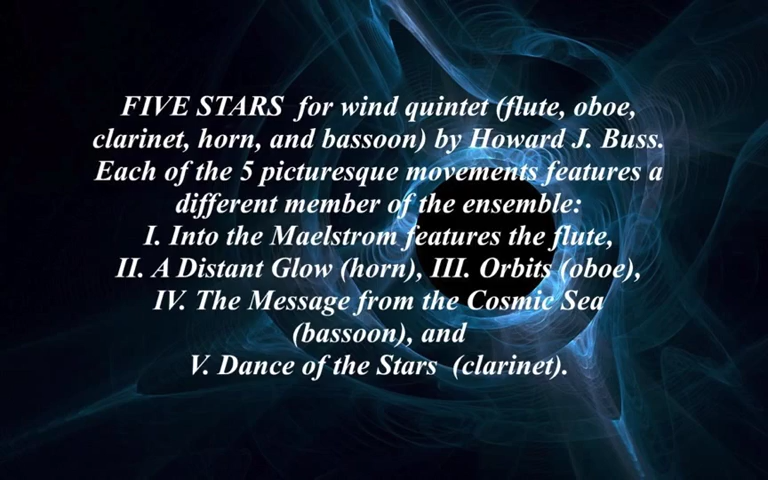 FIVE STARS for wind quintet (flute, oboe,
clarinet, horn, and bassoon) by Howard J. Buss.
Each of the 5 picturesque movements features a
different member of the ensemble:
I. Into the Maelstrom features the flute,
II. A Distant Glow (horn), III. Orbits (oboe),
IV. The Message from the Cosmic Sea
(bassoon), and
V. Dance of the Stars (clarinet).